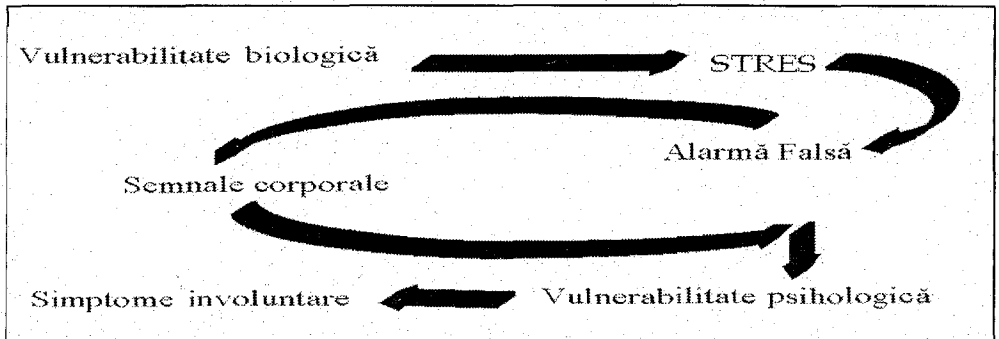 Vulnerabilitate biologică
STRES
Alarmă Falsă
Semnale corporale
Simptome involuntare
Vulnerabilitate psihologică